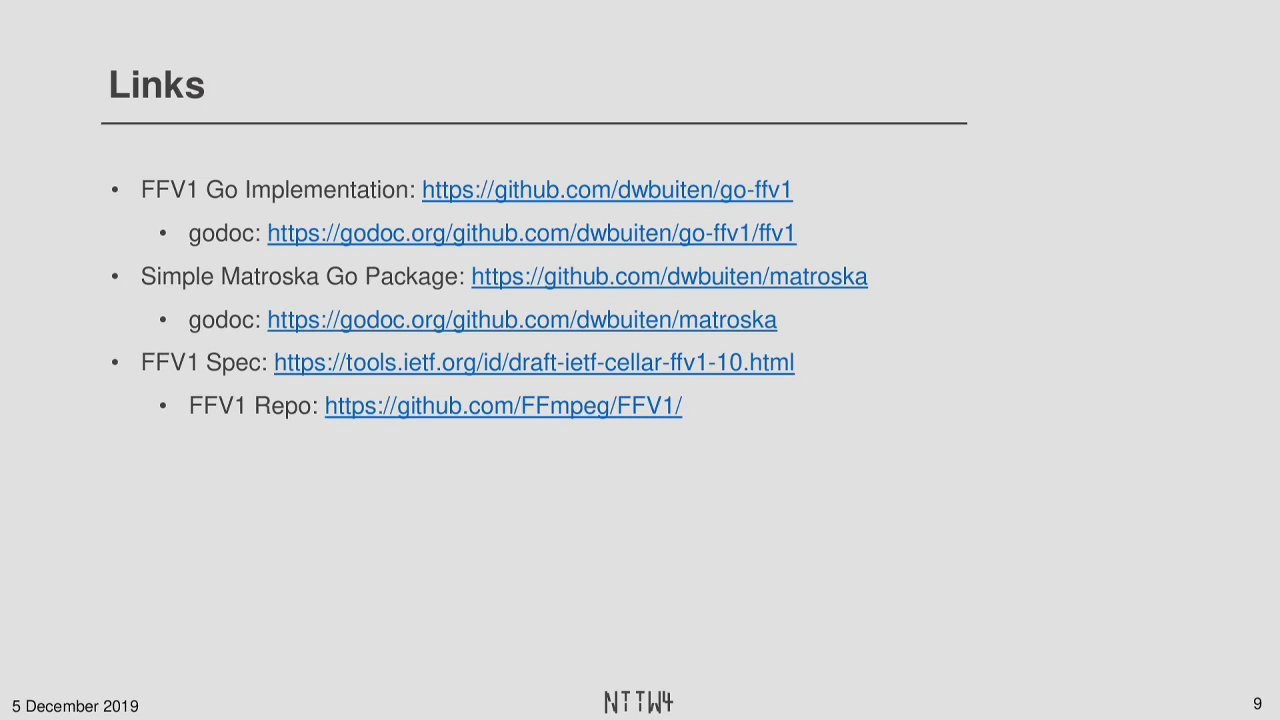 Links
• FFV1 Go Implementation: https://github.com/dwbuiten/go-ffv1
• godoc: https://godoc.org/github.com/dwbuiten/go-ffv1/ffv1
• Simple Matroska Go Package: https://github.com/dwbuiten/matroska
• godoc: https://godoc.org/github.com/dwbuiten/matroska
• FFV1 Spec: https://tools.ietf.org/id/draft-ietf-cellar-ffv1-10.html
• FFV1 Repo: https://github.com/FFmpeg/FFV1/
5 December 2019
NTTW4
9